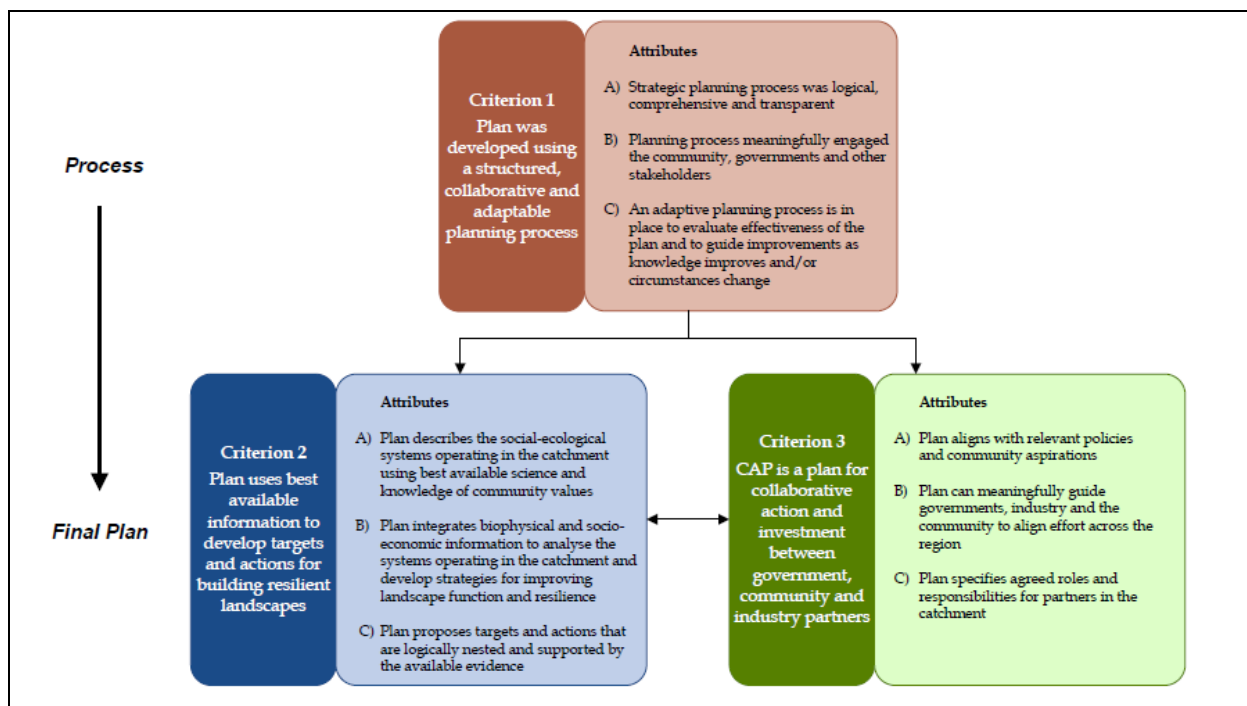 Process
Final Plan
Criterion 1
Plan was
developed using
a structured,
collaborative and
adaptable
planning process
Attributes
A) Strategic planning process was logical,
comprehensive and transparent
B) Planning process meaningfully engaged
the community, governments and other
stakeholders
C) An adaptive planning process is in
place to evaluate effectiveness of the
plan and to guide improvements as
knowledge improves and/or
circumstances change
Criterion 2
Plan uses best
available
information to
develop targets
and actions for
building resilient
landscapes
Attributes
A) Plan describes the social-ecological
systems operating in the catchment
using best available science and
knowledge of community values
B) Plan integrates biophysical and socio-
economic information to analyse the
systems operating in the catchment and
develop strategies for improving
landscape function and resilience
C) Plan proposes targets and actions that
are logically nested and supported by
the available evidence
Criterion 3
CAP is a plan for
collaborative
action and
investment
between
government,
community and
industry partners
Attributes
A) Plan aligns with relevant policies
and community aspirations
B) Plan can meaningfully guide
governments, industry and the
community to align effort across the
region
C) Plan specifies agreed roles and
responsibilities for partners in the
catchment